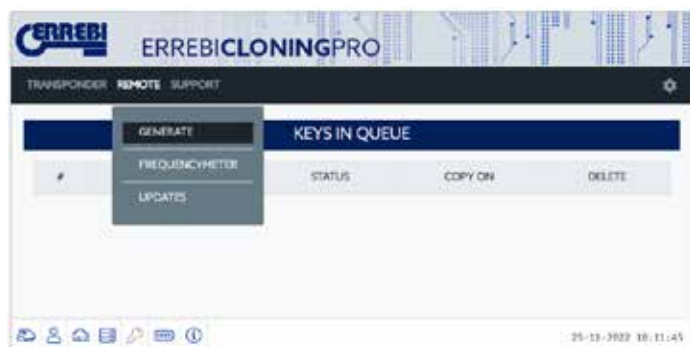 ERREBI
ERREBICLONINGPRO
TRANSPONDER REMOTE SUPPORT
GENERATE
FREQUENCYMETER
UPDATES
KEYS IN QUEUE
# STATUS COPY ON DELETE
25-11-2022 10:11:45